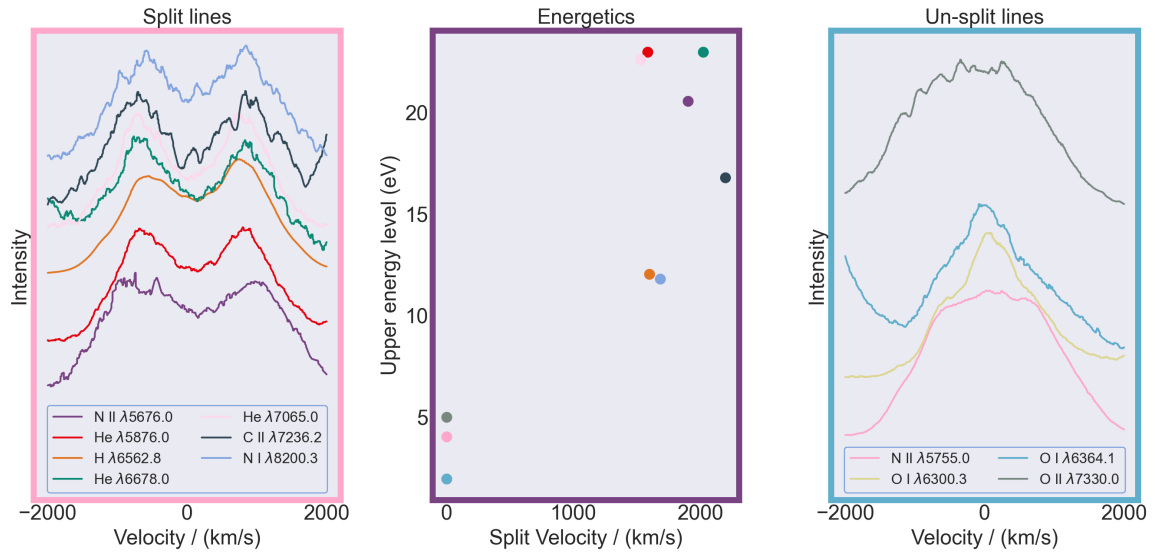 Split lines
Intensity
N II λ5676.0
He λ5876.0
H λ6562.8
He λ6678.0
He λ7065.0
C II λ7236.2
N I λ8200.3
−2000
0
2000
Velocity / (km/s)
Energetics
Upper energy level (eV)
20
15
10
5
0
1000
2000
Split Velocity / (km/s)
Un-split lines
Intensity
N II λ5755.0
O I λ6300.3
O I λ6364.1
O II λ7330.0
−2000
0
2000
Velocity / (km/s)